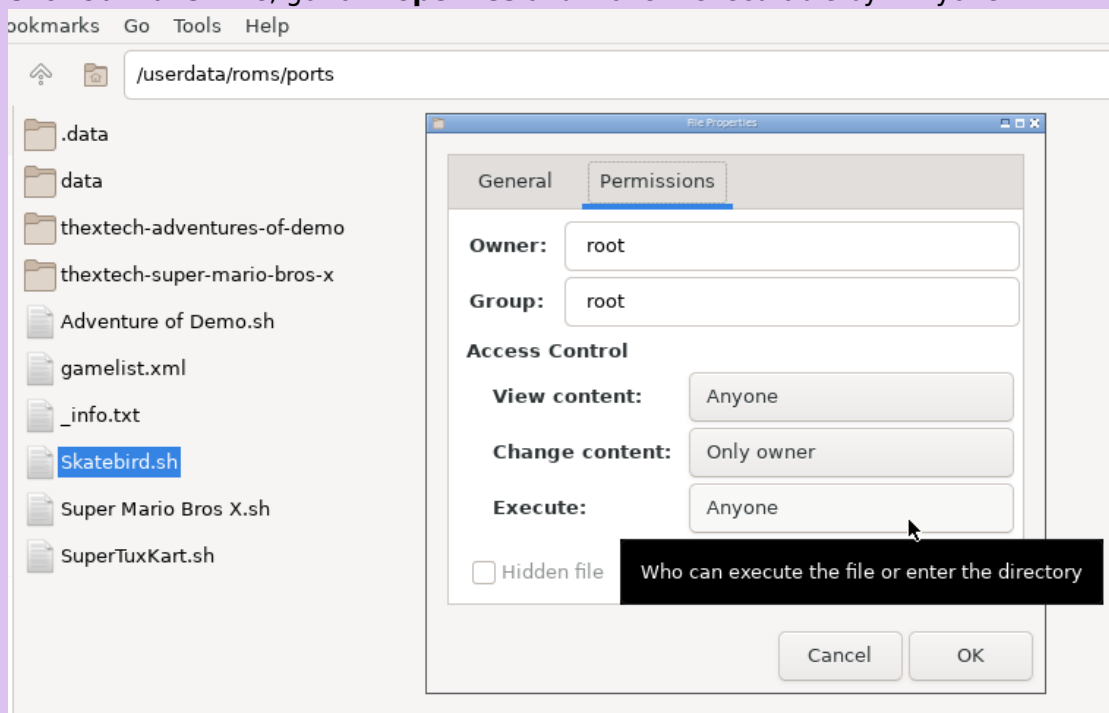 ookmarks Go Tools Help
/userdata/roms/ports
.data
data
thextech-adventures-of-demo
thextech-super-mario-bros-x
Adventure of Demo.sh
gamelist.xml
_info.txt
Skatebird.sh
Super Mario Bros X.sh
SuperTuxKart.sh
File Properties
General Permissions
Owner: root
Group: root
Access Control
View content: Anyone
Change content: Only owner
Execute: Anyone
Hidden file
Who can execute the file or enter the directory
Cancel OK